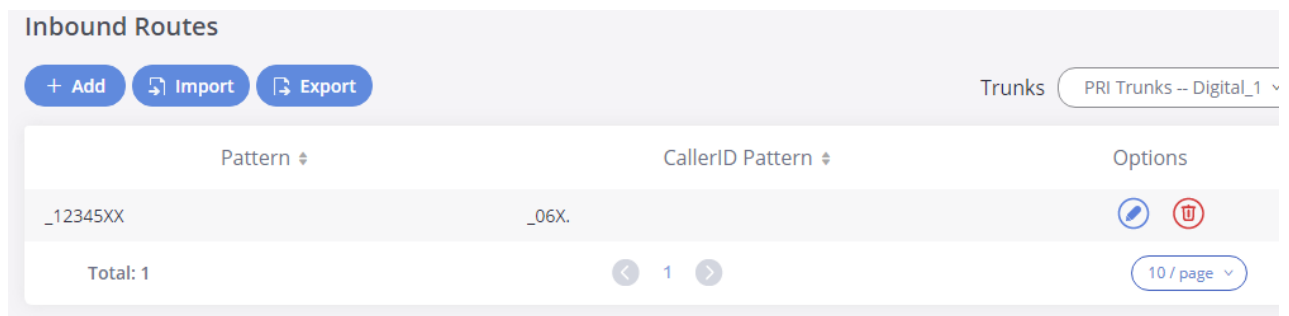 Inbound Routes
+ Add Import Export Trunks PRI Trunks -- Digital_1
Pattern CallerID Pattern Options
_12345XX _06X.
Total: 1 1 10 / page